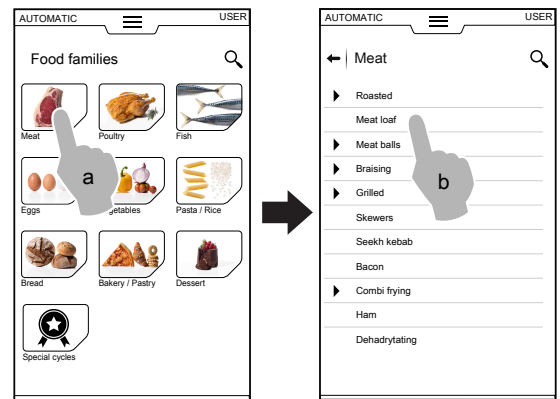 AUTOMATIC USER
Food families
Meat Poultry Fish
a
Eggs getables Pasta / Rice
Bread Bakery / Pastry Dessert
Special cycles
AUTOMATIC USER
Meat
Roasted
Meat loaf
Meat balls
Braising
b
Grilled
Skewers
Seekh kebab
Bacon
Combi frying
Ham
Dehadrytating